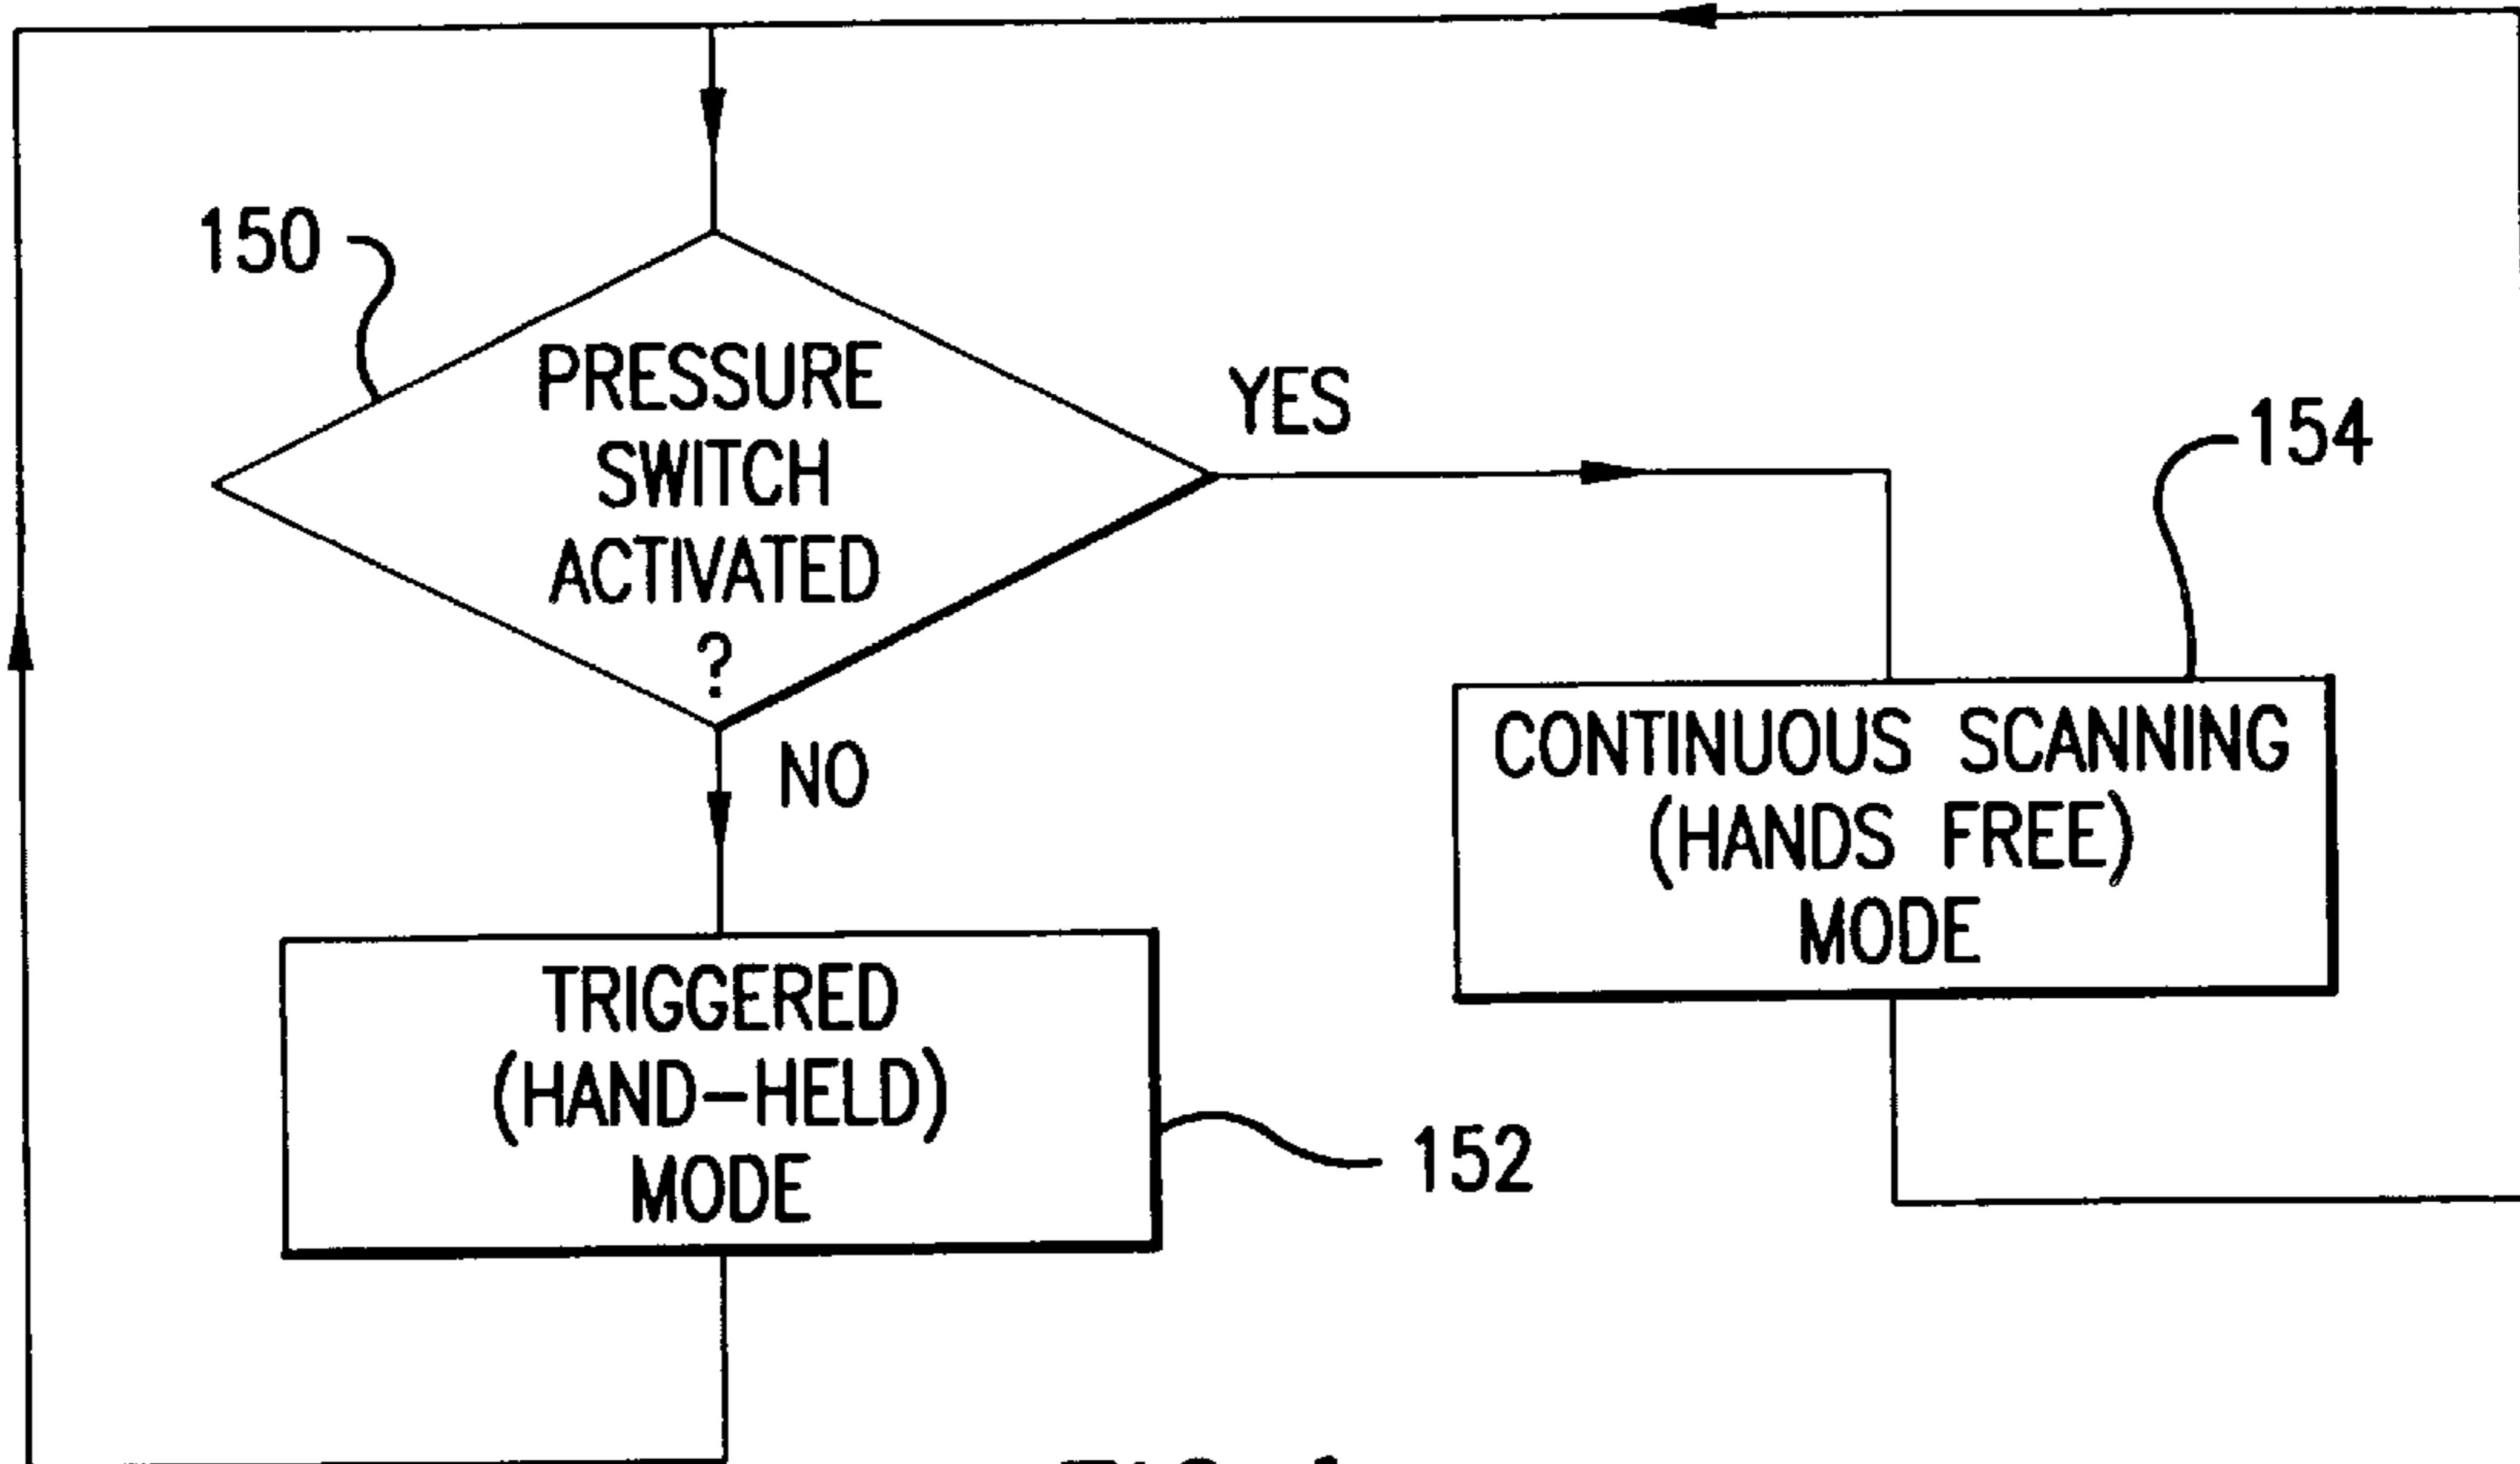 150
PRESSURE
SWITCH
ACTIVATED
?
YES
154
CONTINUOUS SCANNING
(HANDS FREE)
MODE
NO
TRIGGERED
(HAND-HELD)
MODE
152